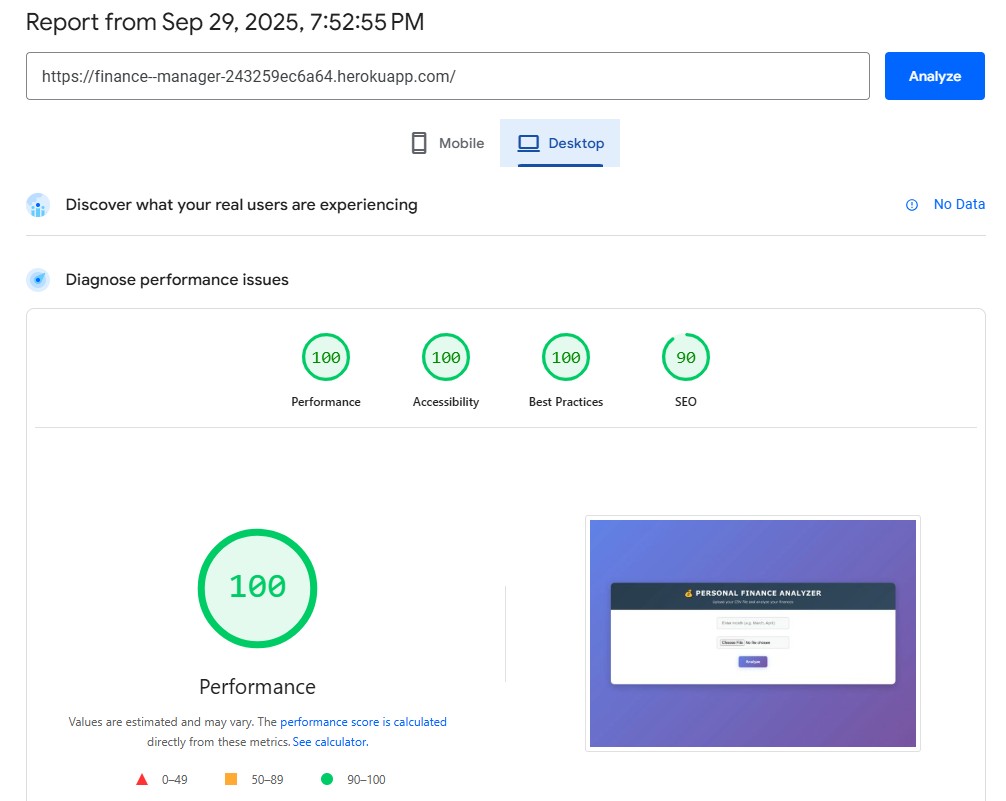 Report from Sep 29, 2025, 7:52:55 PM
https://finance--manager-243259ec6a64.herokuapp.com/
Analyze
Mobile
Desktop
Discover what your real users are experiencing
No Data
Diagnose performance issues
100
100
100
90
Performance
Accessibility
Best Practices
SEO
100
Performance
Values are estimated and may vary. The performance score is calculated
directly from these metrics. See calculator.
0–49
50–89
90–100
PERSONAL FINANCE ANALYZER
Upload your CSV file and analyze your finances
Enter month (e.g. March, April)
Choose File No file chosen
Analyze